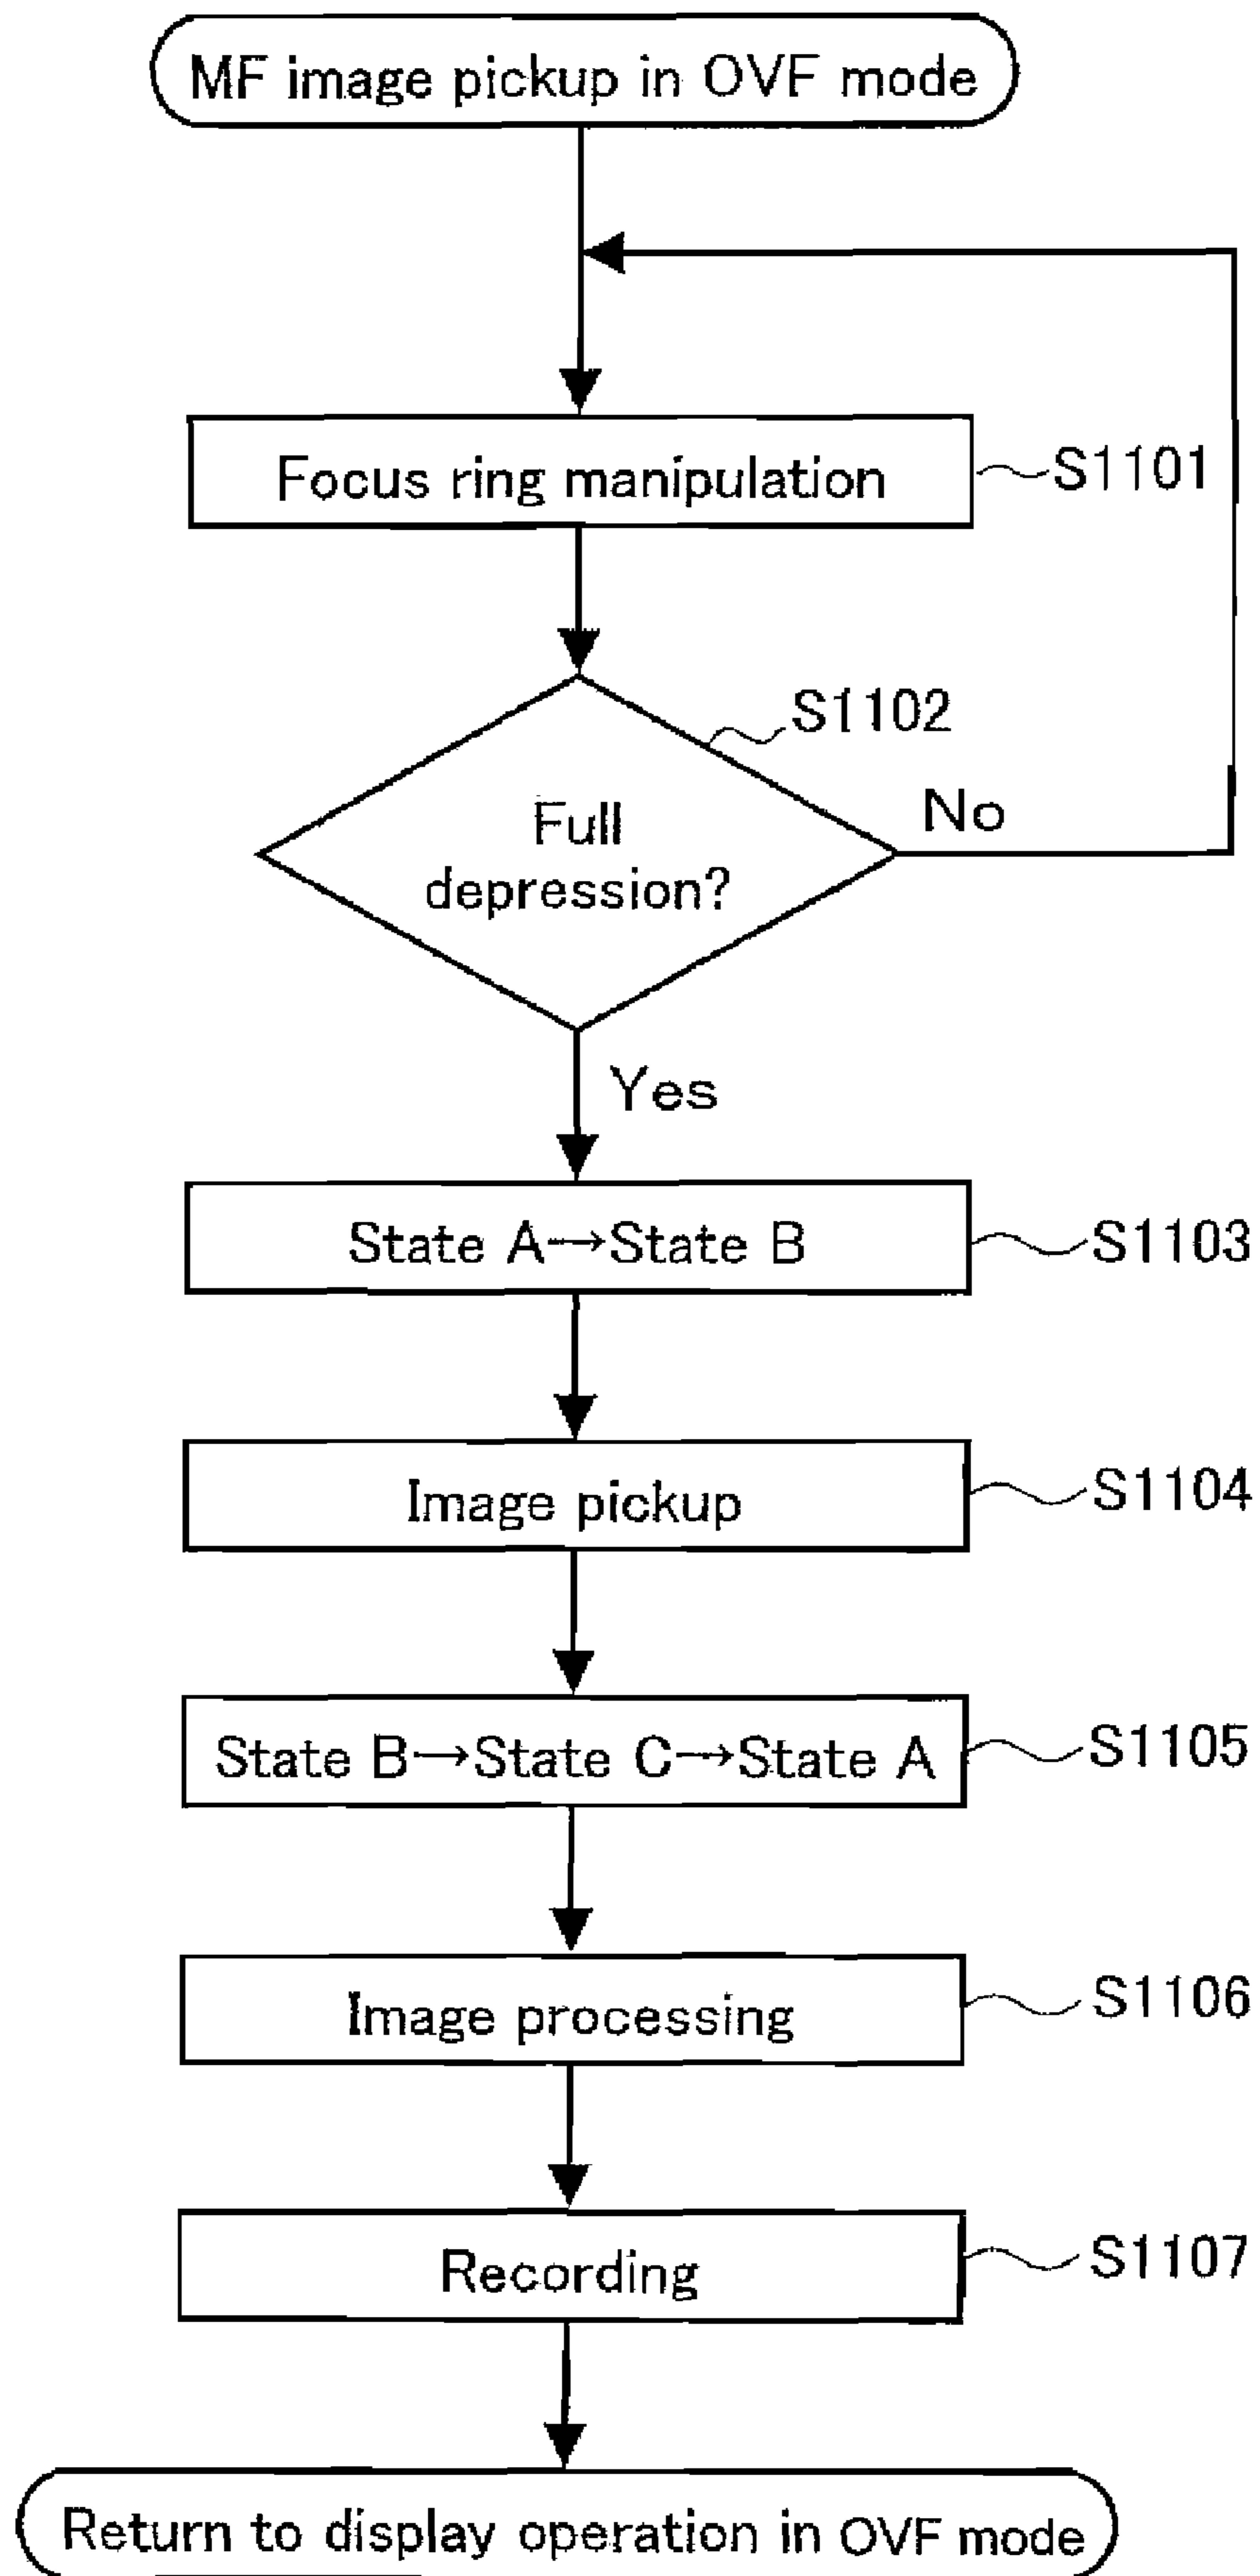 MF image pickup in OVF mode
Focus ring manipulation
S1101
S1102
Full
depression?
No
Yes
State A→State B
S1103
Image pickup
S1104
State B→State C→State A
S1105
Image processing
S1106
Recording
S1107
Return to display operation in OVF mode